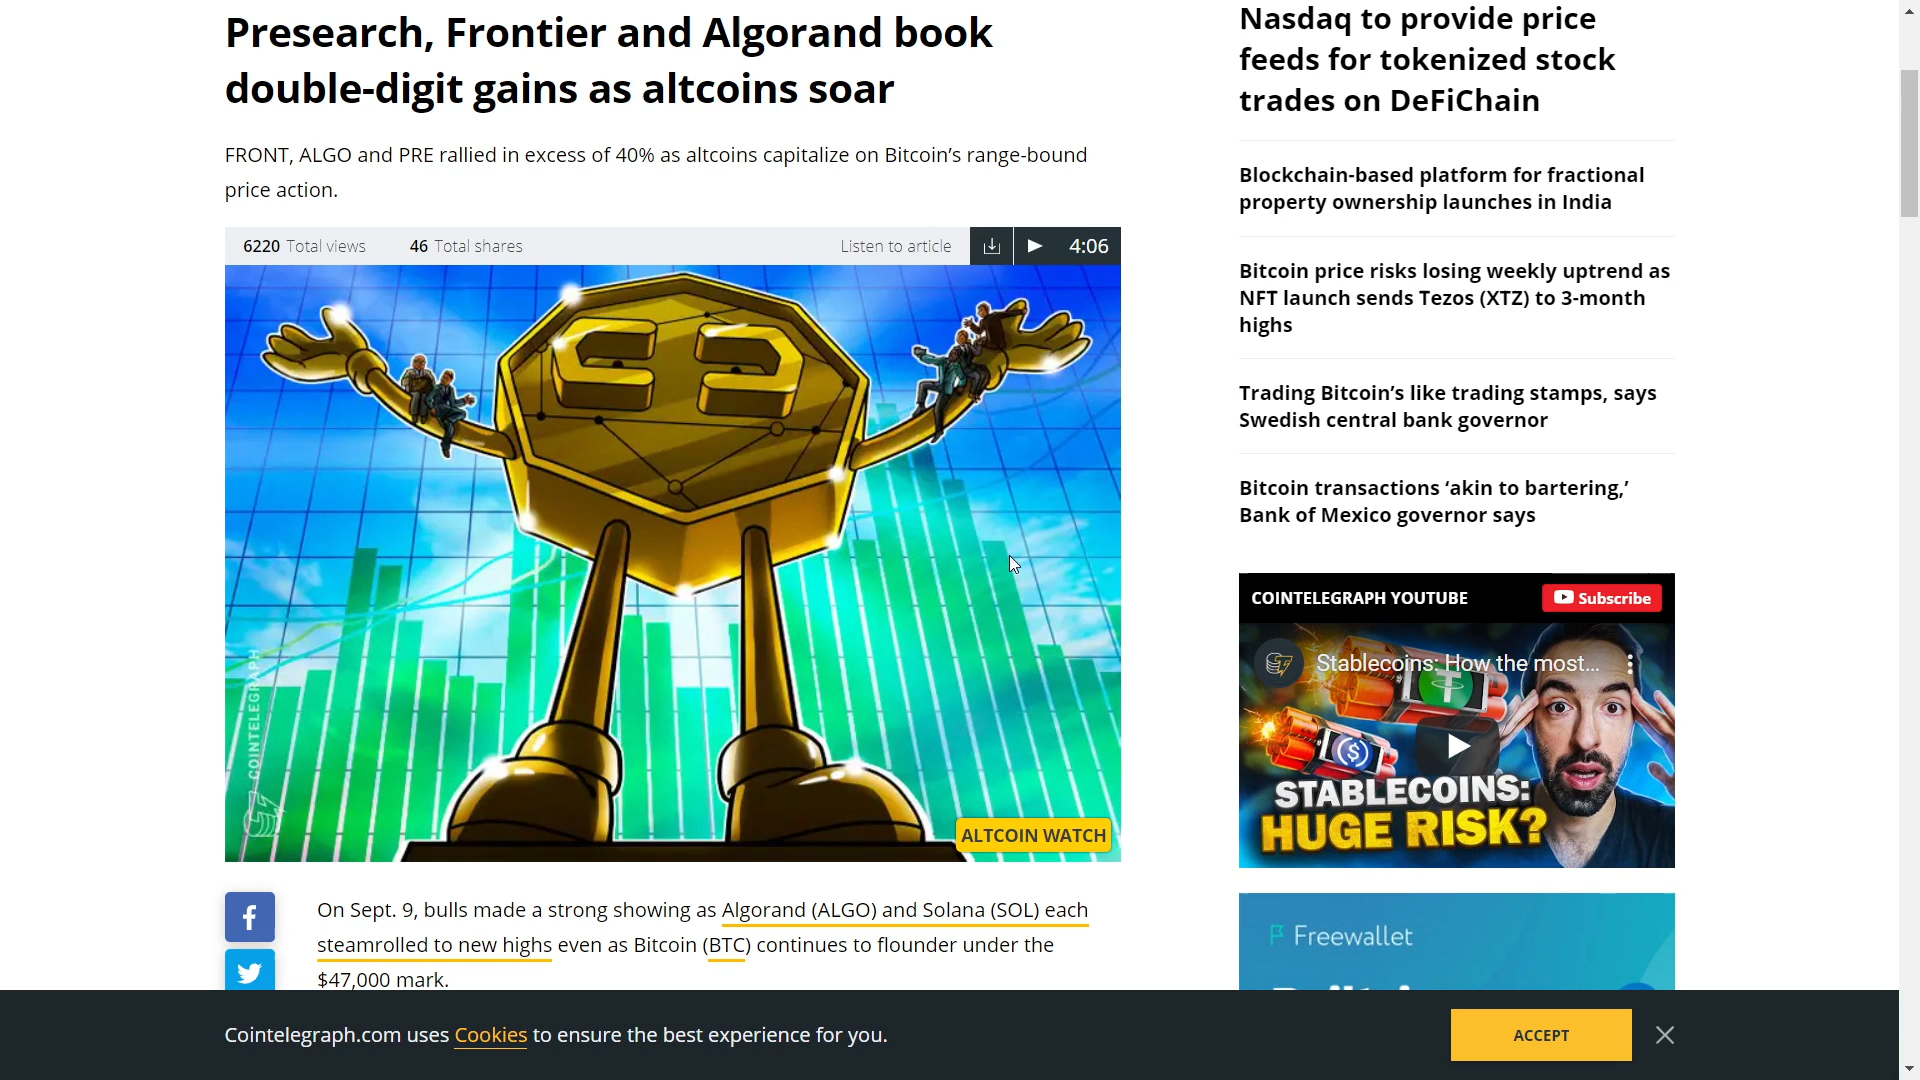 Presearch, Frontier and Algorand book
double-digit gains as altcoins soar
FRONT, ALGO and PRE rallied in excess of 40% as altcoins capitalize on Bitcoin’s range-bound
price action.
6220 Total views 46 Total shares Listen to article 4:06
COINTELEGRAPH
ALTCOIN WATCH
On Sept. 9, bulls made a strong showing as Algorand (ALGO) and Solana (SOL) each
steamrolled to new highs even as Bitcoin (BTC) continues to flounder under the
$47,000 mark.
Nasdaq to provide price
feeds for tokenized stock
trades on DeFiChain
Blockchain-based platform for fractional
property ownership launches in India
Bitcoin price risks losing weekly uptrend as
NFT launch sends Tezos (XTZ) to 3-month
highs
Trading Bitcoin’s like trading stamps, says
Swedish central bank governor
Bitcoin transactions ‘akin to bartering,’
Bank of Mexico governor says
COINTELEGRAPH YOUTUBE Subscribe
Stablecoins: How the most...
STABLECOINS:
HUGE RISK?
Freewallet
Cointelegraph.com uses Cookies to ensure the best experience for you.
ACCEPT